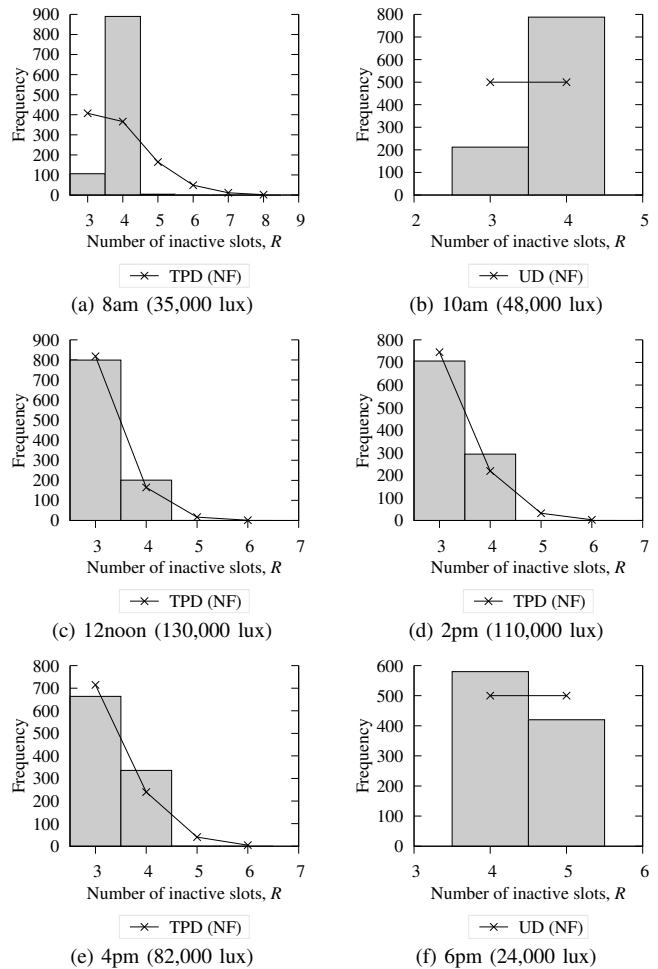 900
800
700
600
500
400
300
200
100
0
Frequency
3 4 5 6 7 8 9
Number of inactive slots, R
TPD (NF)
(a) 8am (35,000 lux)
800
700
600
500
400
300
200
100
0
Frequency
2 3 4 5
Number of inactive slots, R
UD (NF)
(b) 10am (48,000 lux)
900
800
700
600
500
400
300
200
100
0
Frequency
3 4 5 6 7
Number of inactive slots, R
TPD (NF)
(c) 12noon (130,000 lux)
800
700
600
500
400
300
200
100
0
Frequency
3 4 5 6 7
Number of inactive slots, R
TPD (NF)
(d) 2pm (110,000 lux)
800
700
600
500
400
300
200
100
0
Frequency
3 4 5 6 7
Number of inactive slots, R
TPD (NF)
(e) 4pm (82,000 lux)
600
500
400
300
200
100
0
Frequency
3 4 5 6
Number of inactive slots, R
UD (NF)
(f) 6pm (24,000 lux)